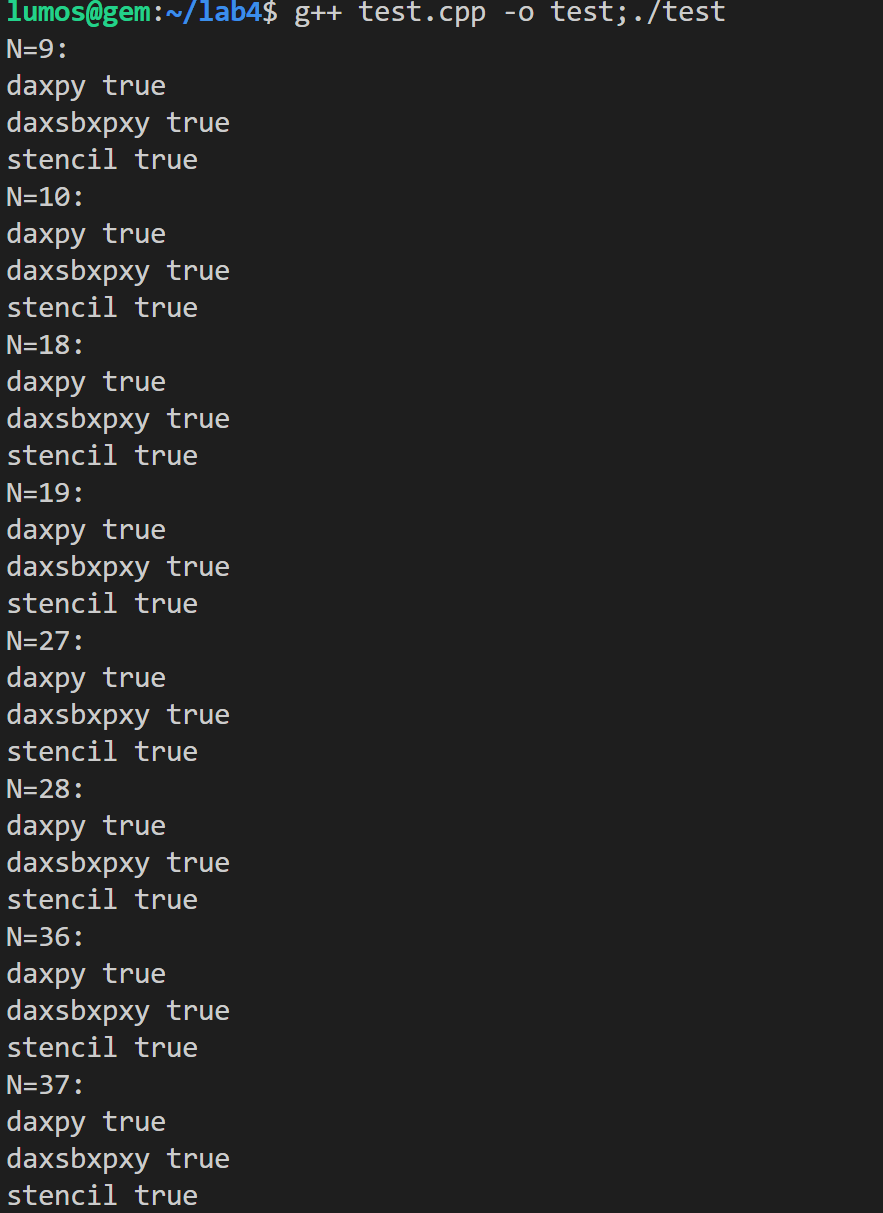 lumos@gem:~/lab4$ g++ test.cpp -o test;./test
N=9:
daxpy true
daxsbxpxy true
stencil true
N=10:
daxpy true
daxsbxpxy true
stencil true
N=18:
daxpy true
daxsbxpxy true
stencil true
N=19:
daxpy true
daxsbxpxy true
stencil true
N=27:
daxpy true
daxsbxpxy true
stencil true
N=28:
daxpy true
daxsbxpxy true
stencil true
N=36:
daxpy true
daxsbxpxy true
stencil true
N=37:
daxpy true
daxsbxpxy true
stencil true